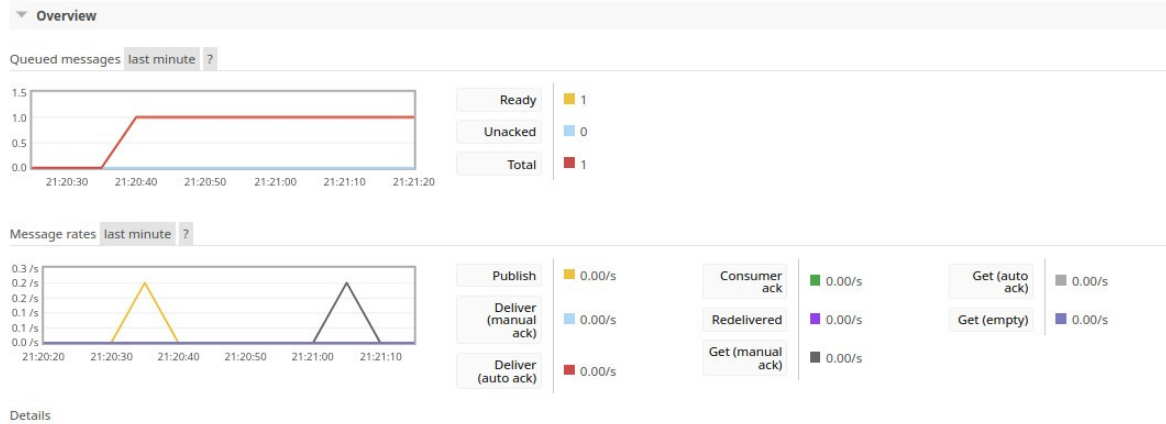 Overview
Queued messages last minute ?
1.5
1.0
0.5
0.0
21:20:30 21:20:40 21:20:50 21:21:00 21:21:10 21:21:20
Ready 1
Unacked 0
Total 1
Message rates last minute ?
0.3 /s
0.2 /s
0.2 /s
0.1 /s
0.1 /s
0.0 /s
21:20:20 21:20:30 21:20:40 21:20:50 21:21:00 21:21:10
Publish 0.00/s
Deliver
(manual
ack) 0.00/s
Deliver
(auto ack) 0.00/s
Consumer
ack 0.00/s
Redelivered 0.00/s
Get (manual
ack) 0.00/s
Get (auto
ack) 0.00/s
Get (empty) 0.00/s
Details